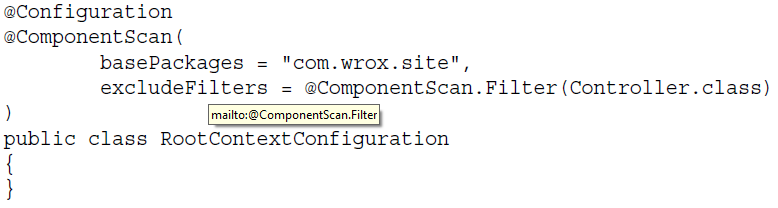 @Configuration
@ComponentScan(
        basePackages = "com.wrox.site",
        excludeFilters = @ComponentScan.Filter(Controller.class)
)
mailto:@ComponentScan.Filter
public class RootContextConfiguration
{
}